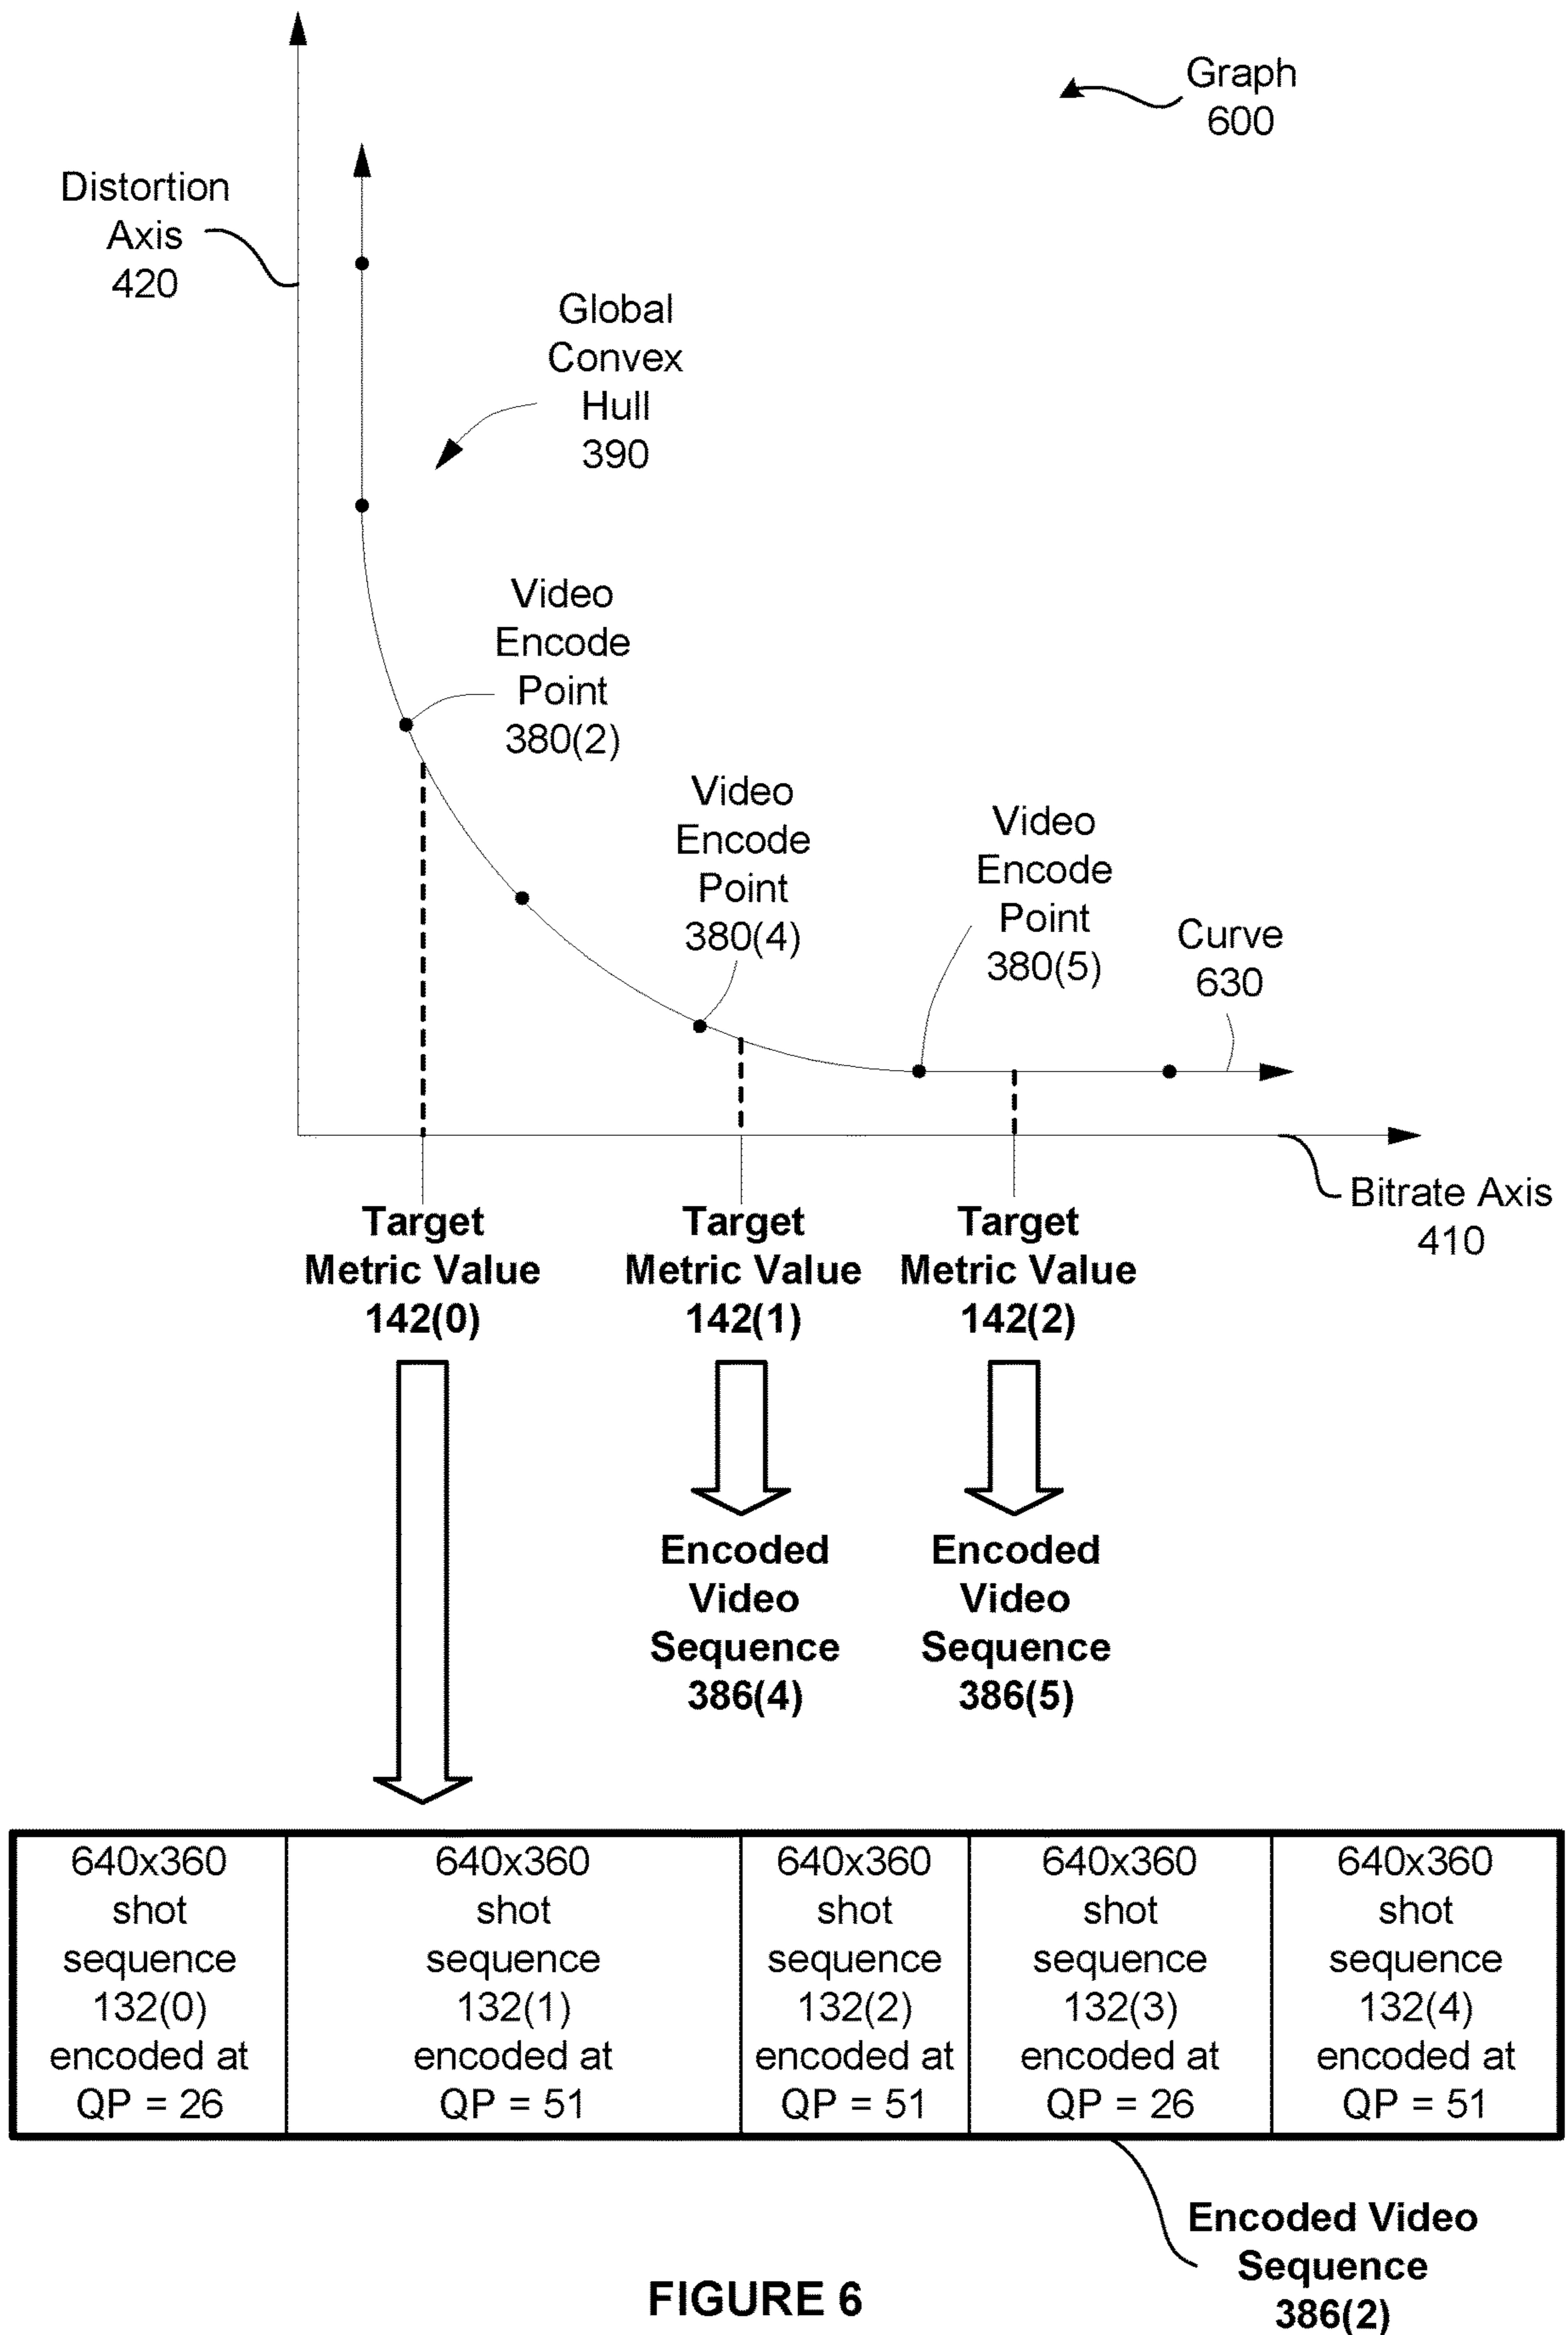 Graph
600
Distortion
Axis
420
Global
Convex
Hull
390
Video
Encode
Point
380(2)
Video
Encode
Point
380(4)
Video
Encode
Point
380(5)
Curve
630
Bitrate Axis
410
Target
Metric Value
142(0)
Target
Metric Value
142(1)
Target
Metric Value
142(2)
Encoded
Video
Sequence
386(4)
Encoded
Video
Sequence
386(5)
640x360
shot
sequence
132(0)
encoded at
QP = 26
640x360
shot
sequence
132(1)
encoded at
QP = 51
640x360
shot
sequence
132(2)
encoded at
QP = 51
640x360
shot
sequence
132(3)
encoded at
QP = 26
640x360
shot
sequence
132(4)
encoded at
QP = 51
Encoded Video
Sequence
386(2)
FIGURE 6